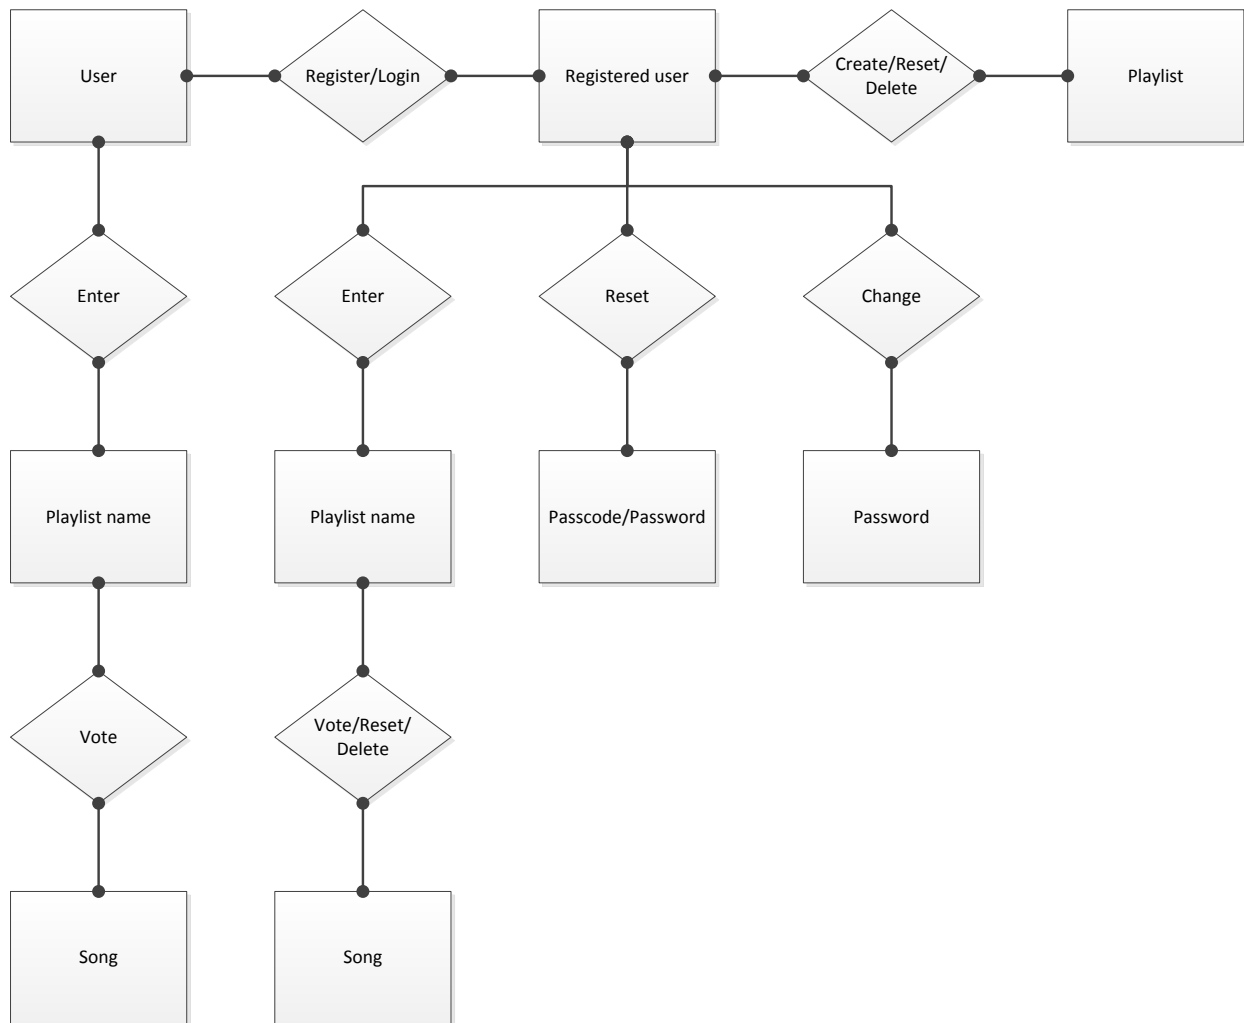 User
Register/Login
Registered user
Create/Reset/
Delete
Playlist
Enter
Enter
Reset
Change
Playlist name
Playlist name
Passcode/Password
Password
Vote
Vote/Reset/
Delete
Song
Song